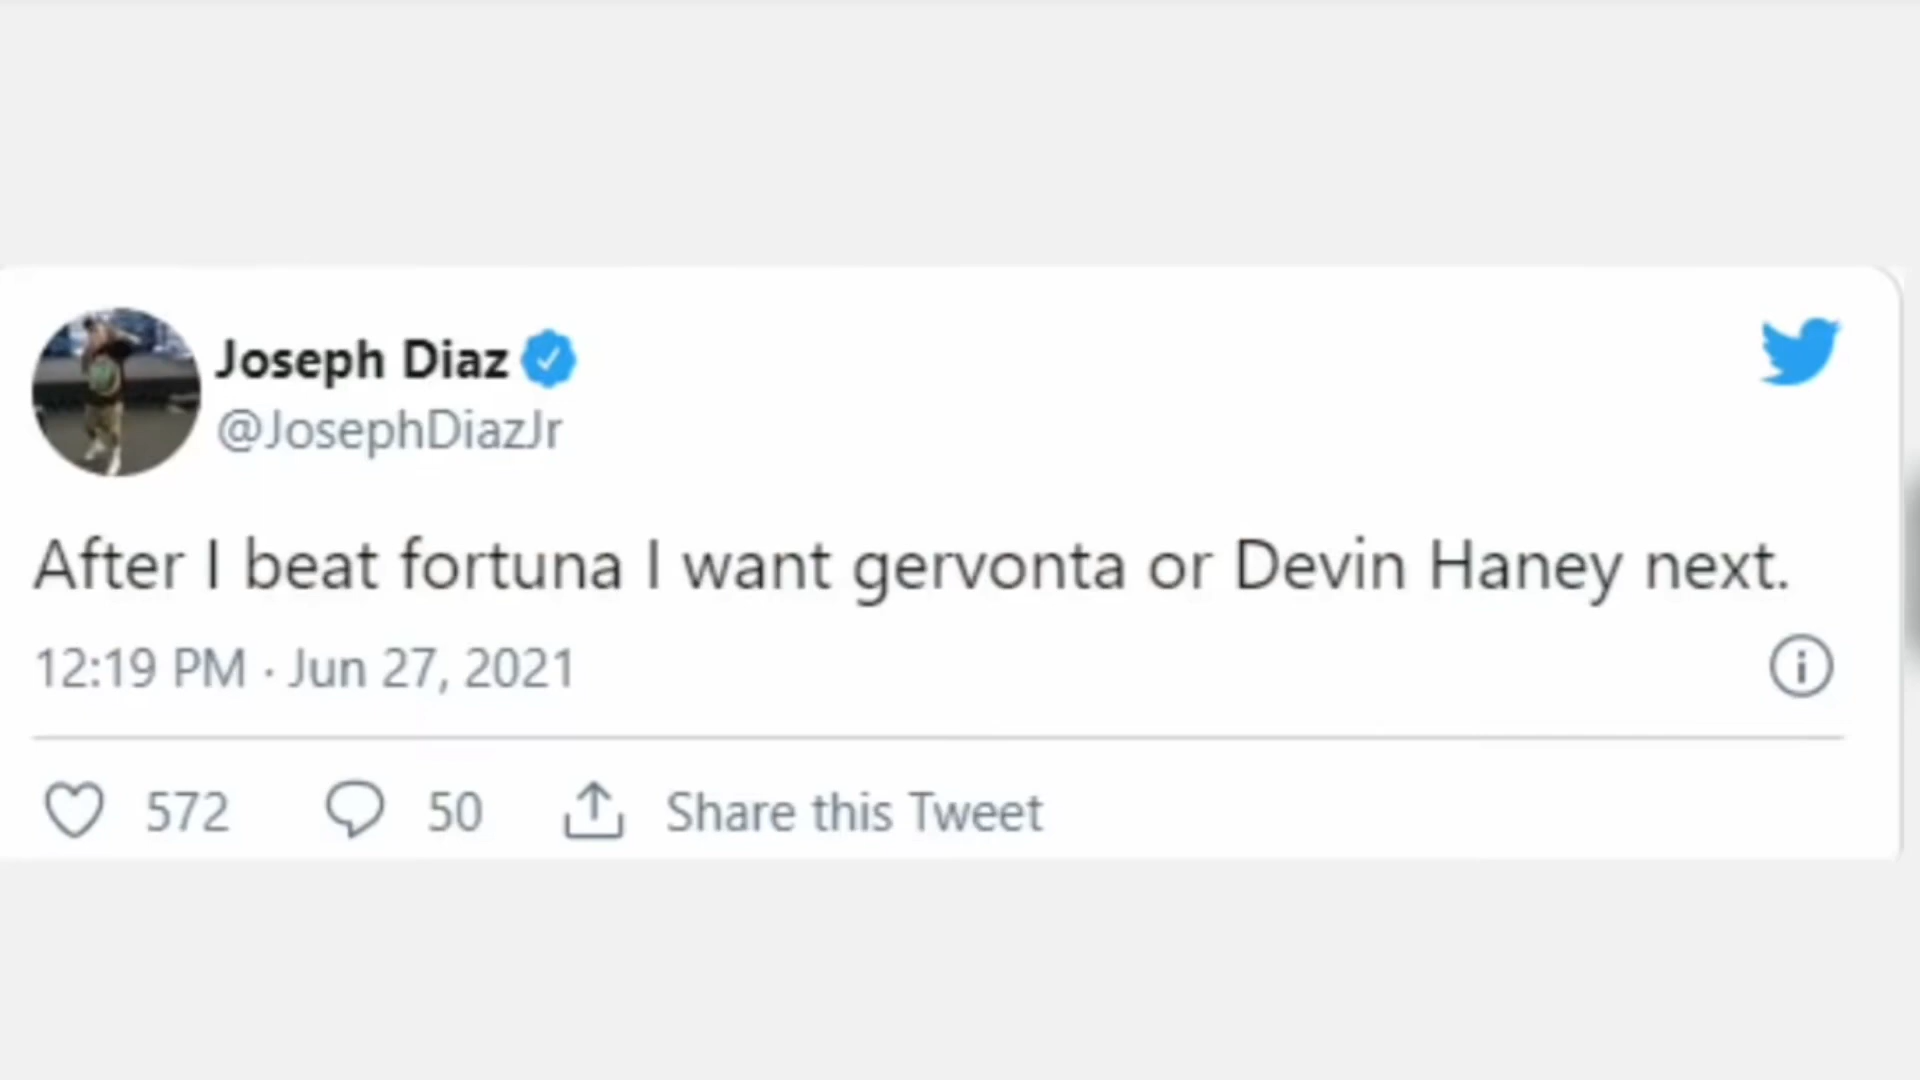 Joseph Diaz
@JosephDiazJr
After I beat fortuna I want gervonta or Devin Haney next.
12:19 PM · Jun 27, 2021
572 50 Share this Tweet